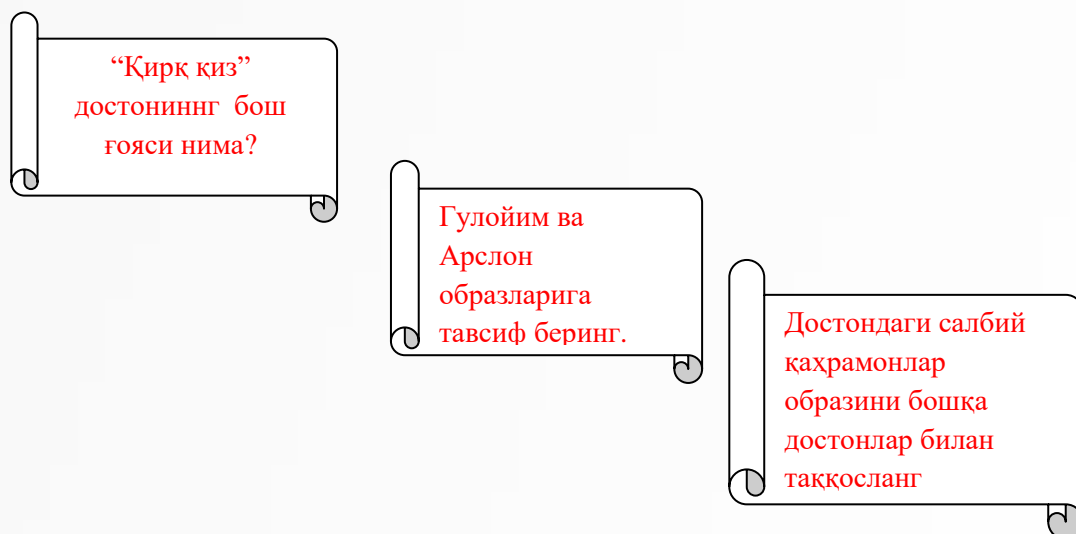 “Қирқ қиз”
достониннг бош
ғояси нима?
Гулойим ва
Арслон
образларига
тавсиф беринг.
Достондаги салбий
қаҳрамонлар
образини бошқа
достонлар билан
таққосланг